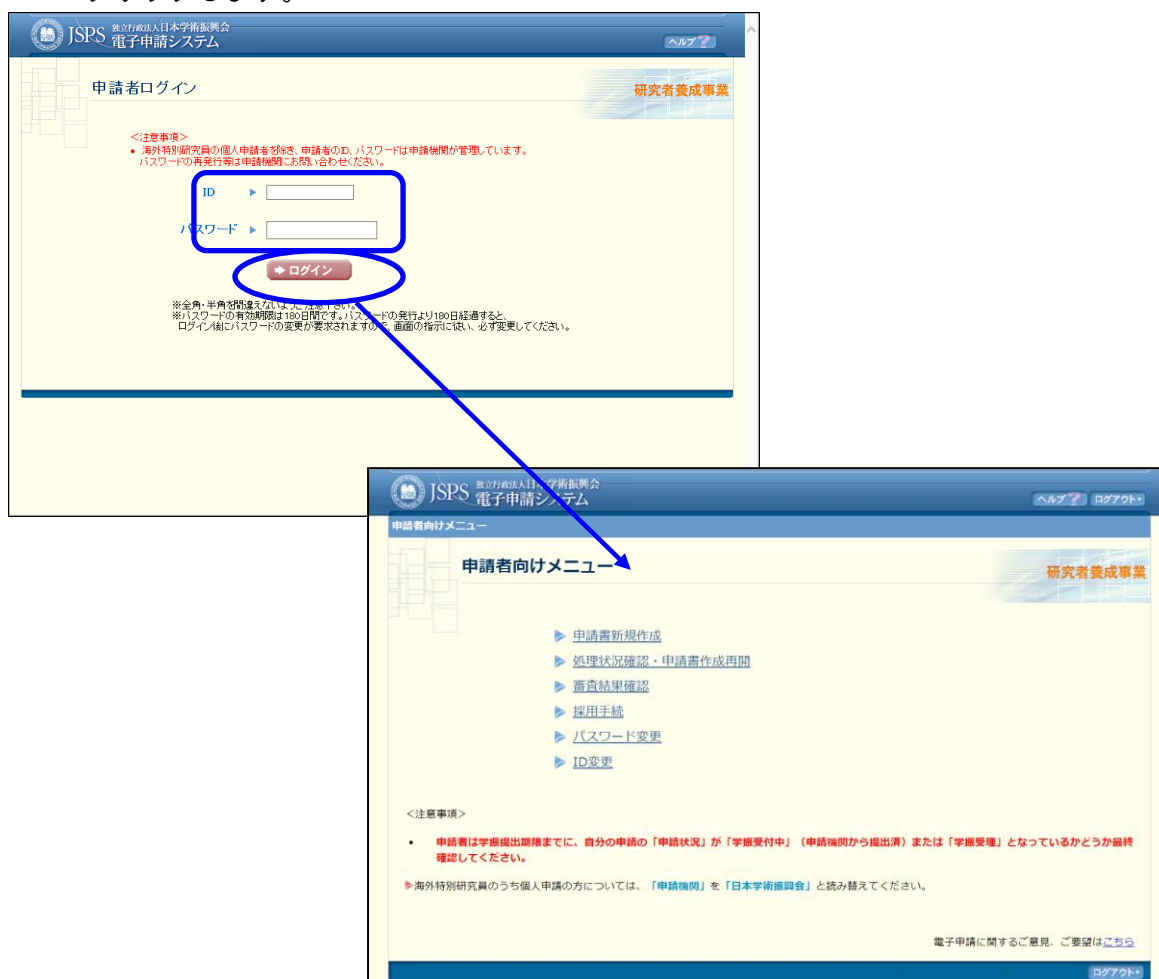 JSPS 独立行政法人日本学術振興会
電子申請システム
ヘルプ?
申請者ログイン
研究者養成事業
<注意事項>
• 海外特別研究員の個人申請者を除き、申請者のID、パスワードは申請機関が管理しています。
パスワードの再発行等は申請機関にお問い合わせください。
ID
パスワード
ログイン
※全角・半角を間違えないようご注意下さい。
※パスワードの有効期限は180日間です。パスワードの発行より180日経過すると、
ログイン後にパスワードの変更が要求されますので、画面の指示に従い、必ず変更してください。
JSPS 独立行政法人日本学術振興会
電子申請システム
ヘルプ? ログアウト
申請者向けメニュー
申請者向けメニュー
研究者養成事業
申請書新規作成
処理状況確認・申請書作成再開
審査結果確認
採用手続
パスワード変更
ID変更
<注意事項>
• 申請者は学振提出期限までに、自分の申請の「申請状況」が「学振受付中」(申請機関から提出済)または「学振受理」となっているかどうか最終
確認してください。
海外特別研究員のうち個人申請の方については、「申請機関」を「日本学術振興会」と読み替えてください。
電子申請に関するご意見、ご要望はこちら
ログアウト